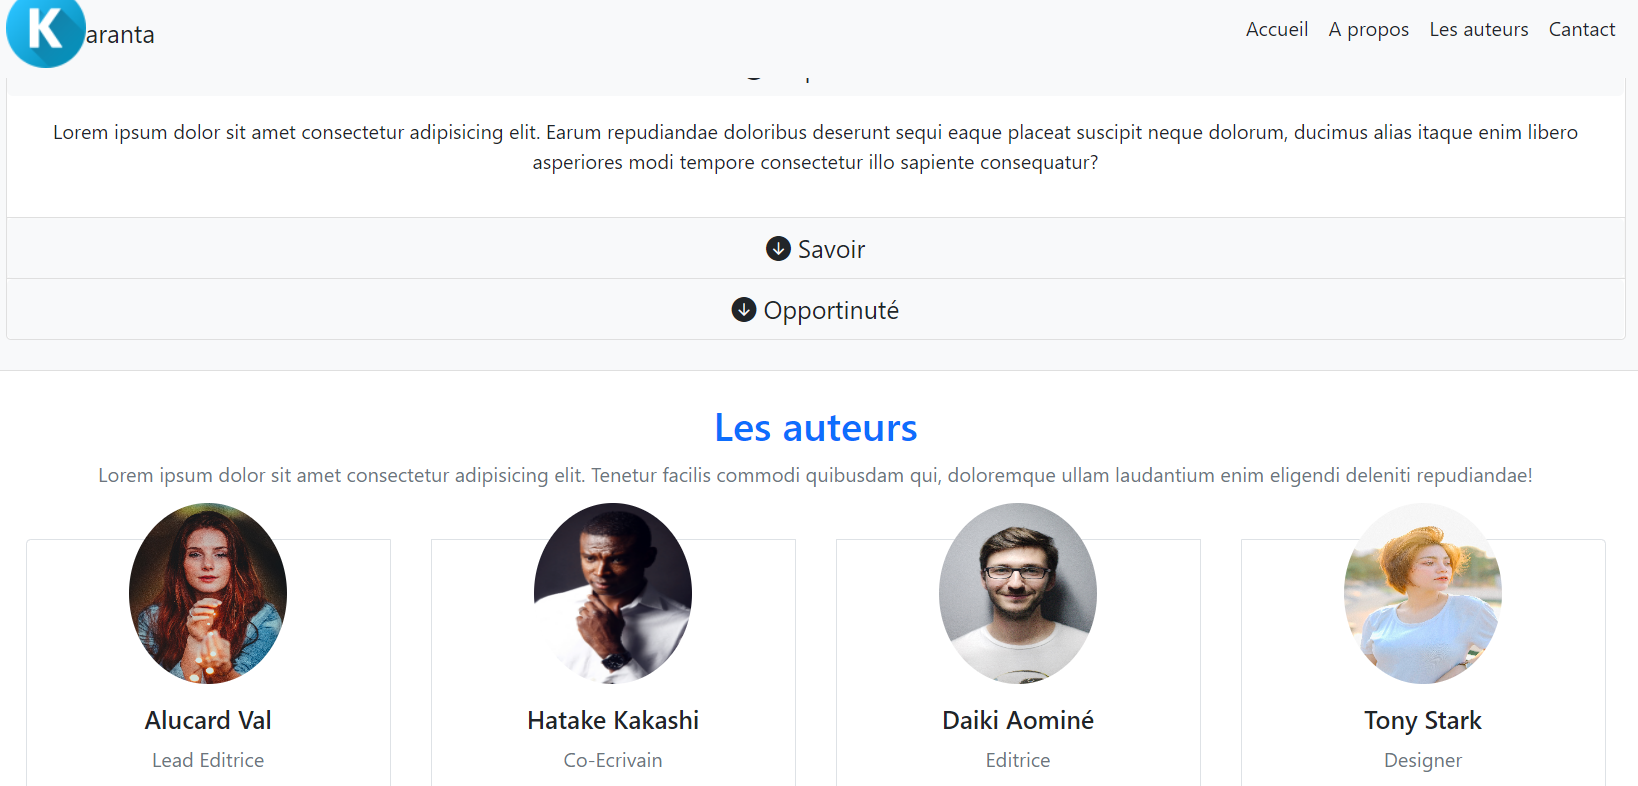 Karanta
Accueil A propos Les auteurs Cantact
Lorem ipsum dolor sit amet consectetur adipisicing elit. Earum repudiandae doloribus deserunt sequi eaque placeat suscipit neque dolorum, ducimus alias itaque enim libero
asperiores modi tempore consectetur illo sapiente consequatur?
Savoir
Opportinuté
Les auteurs
Lorem ipsum dolor sit amet consectetur adipisicing elit. Tenetur facilis commodi quibusdam qui, doloremque ullam laudantium enim eligendi deleniti repudiandae!
Alucard Val
Hatake Kakashi
Daiki Aominé
Tony Stark
Lead Editrice
Co-Ecrivain
Editrice
Designer